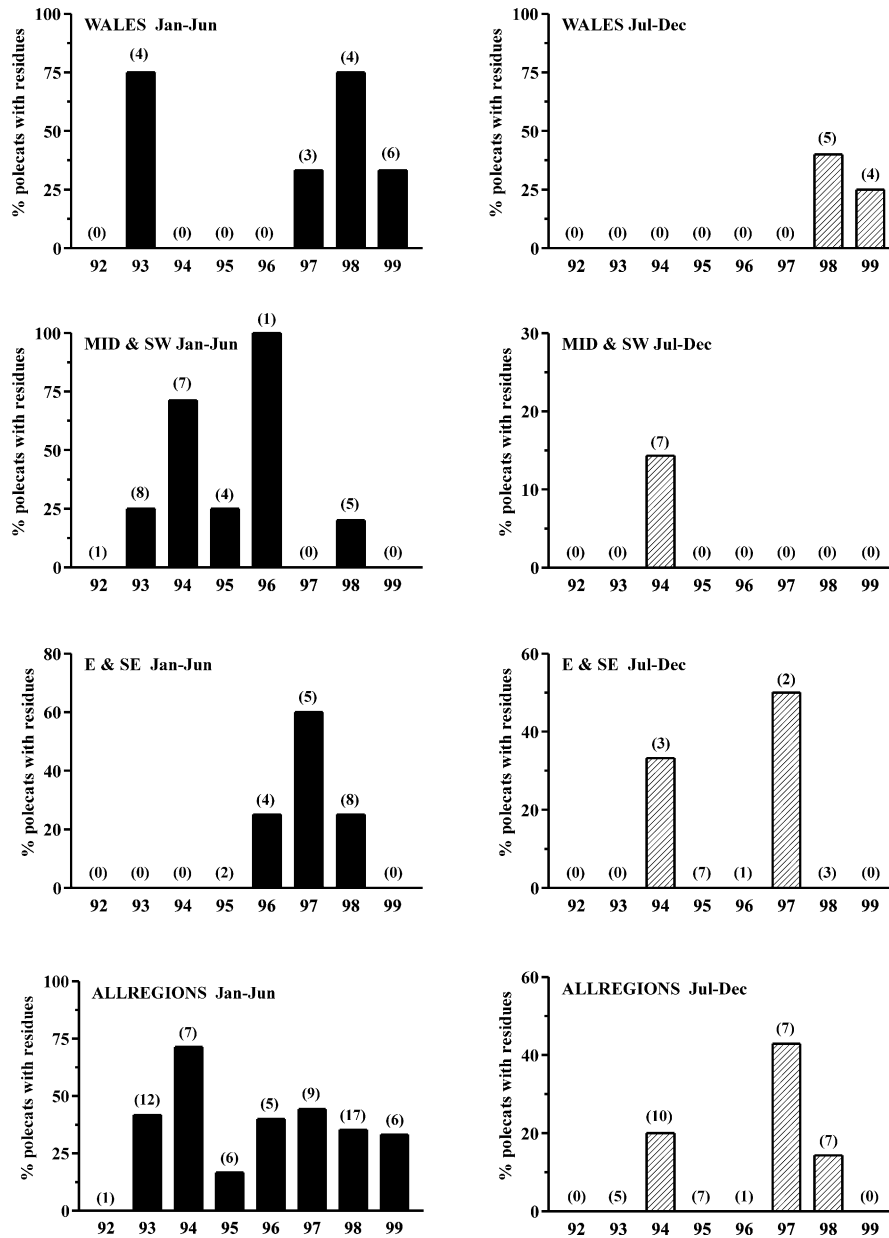 WALES Jan-Jun
% polecats with residues
100
75
50
25
0
(0) (4) (0) (0) (0) (3) (75) (6)
92 93 94 95 96 97 98 99
WALES Jul-Dec
% polecats with residues
100
75
50
25
0
(0) (0) (0) (0) (0) (0) (5) (4)
92 93 94 95 96 97 98 99
MID & SW Jan-Jun
% polecats with residues
100
75
50
25
0
(1) (8) (7) (4) (1) (0) (5) (0)
92 93 94 95 96 97 98 99
MID & SW Jul-Dec
% polecats with residues
30
20
15
10
0
(0) (0) (7) (0) (0) (0) (0) (0)
92 93 94 95 96 97 98 99
E & SE Jan-Jun
% polecats with residues
80
60
40
20
0
(0) (0) (0) (2) (4) (5) (8) (0)
92 93 94 95 96 97 98 99
E & SE Jul-Dec
% polecats with residues
60
40
20
0
(0) (0) (3) (7) (1) (2) (3) (0)
92 93 94 95 96 97 98 99
ALLREGIONS Jan-Jun
% polecats with residues
100
75
50
25
0
(1) (12) (7) (6) (5) (9) (17) (6)
92 93 94 95 96 97 98 99
ALLREGIONS Jul-Dec
% polecats with residues
60
40
20
0
(0) (5) (10) (7) (1) (7) (7) (0)
92 93 94 95 96 97 98 99